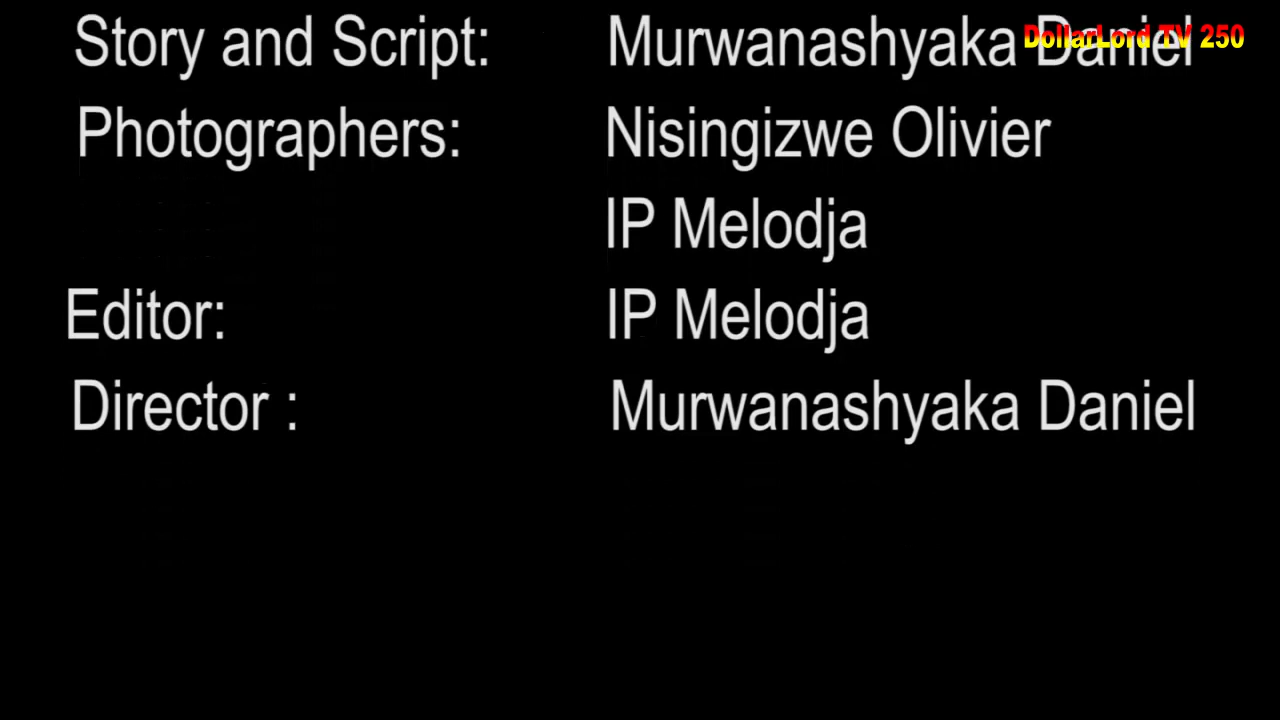 Story and Script: Murwanashyaka Daniel
DollarLord TV 250
Photographers: Nisingizwe Olivier
IP Melodja
Editor: IP Melodja
Director : Murwanashyaka Daniel